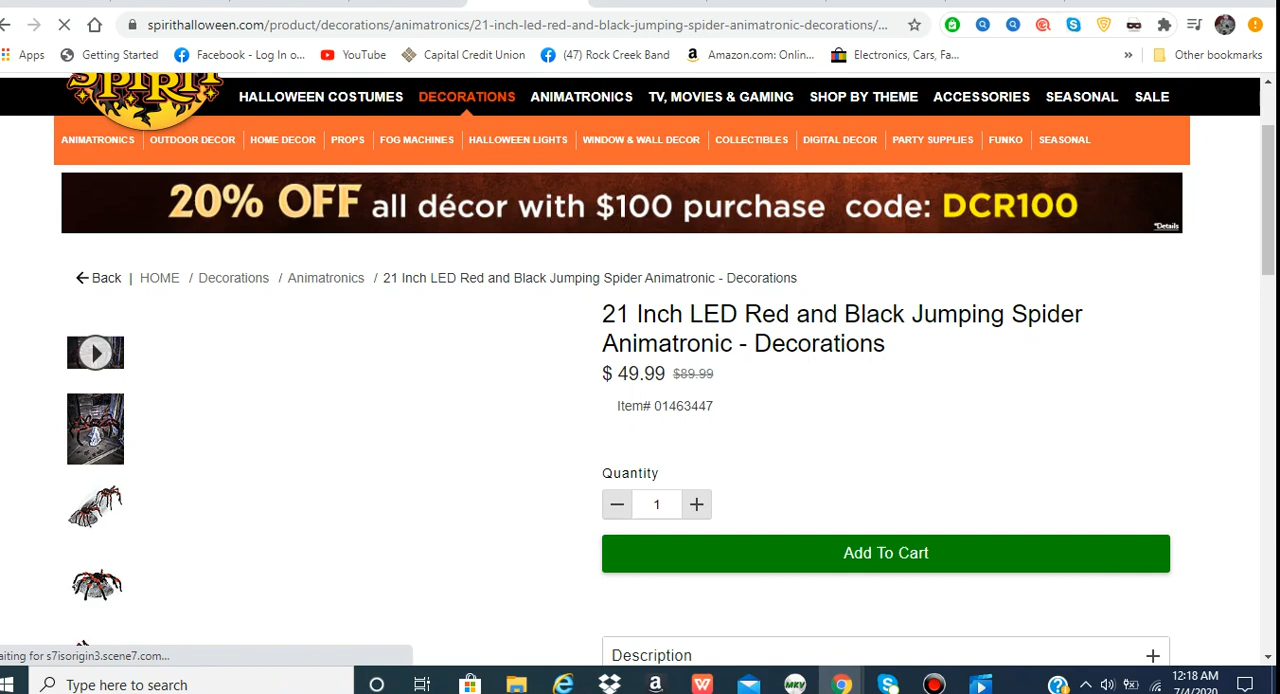 spirithalloween.com/product/decorations/animatronics/21-inch-led-red-and-black-jumping-spider-animatronic-decorations/...
Apps Getting Started Facebook - Log In o... YouTube Capital Credit Union (47) Rock Creek Band Amazon.com: Onlin... Electronics, Cars, Fa... » Other bookmarks
SPIRIT
HALLOWEEN COSTUMES DECORATIONS ANIMATRONICS TV, MOVIES & GAMING SHOP BY THEME ACCESSORIES SEASONAL SALE
ANIMATRONICS OUTDOOR DECOR HOME DECOR PROPS FOG MACHINES HALLOWEEN LIGHTS WINDOW & WALL DECOR COLLECTIBLES DIGITAL DECOR PARTY SUPPLIES FUNKO SEASONAL
20% OFF all décor with $100 purchase code: DCR100
*Details
Back | HOME / Decorations / Animatronics / 21 Inch LED Red and Black Jumping Spider Animatronic - Decorations
21 Inch LED Red and Black Jumping Spider
Animatronic - Decorations
$ 49.99 $89.99
Item# 01463447
Quantity
1
Add To Cart
Description +
aiting for s7isorigin3.scene7.com...
Type here to search
12:18 AM
7/4/2020